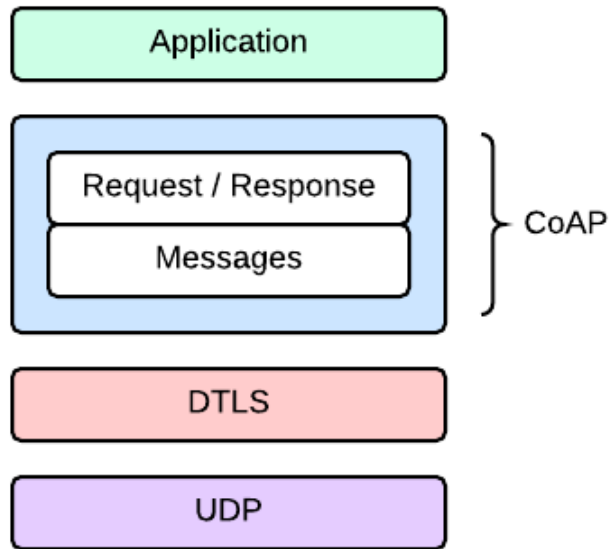 Application
Request / Response
Messages
CoAP
DTLS
UDP